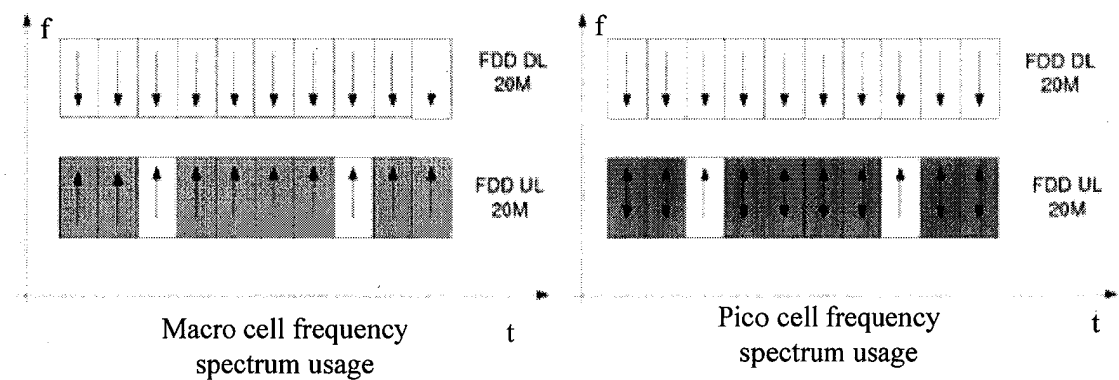 f
FDD DL
20M
FDD UL
20M
Macro cell frequency
spectrum usage
t
f
FDD DL
20M
FDD UL
20M
Pico cell frequency
spectrum usage
t